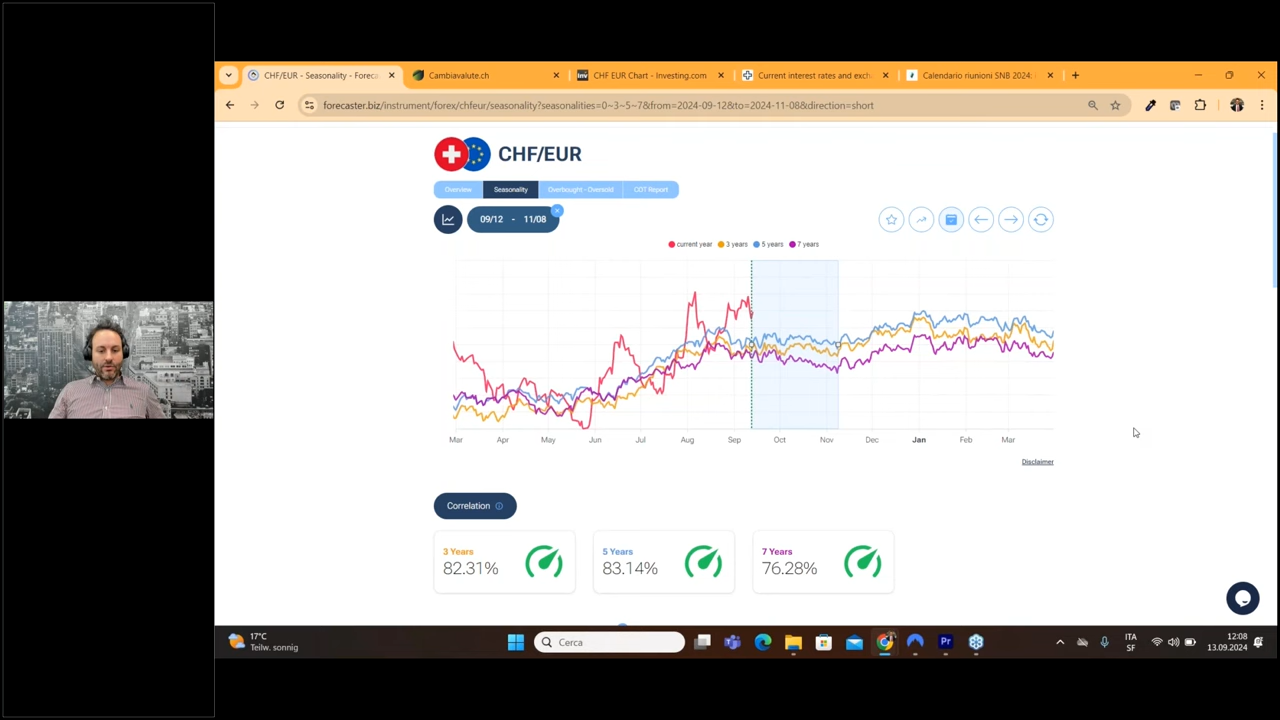 CHF/EUR - Seasonality - Foreca
Cambiavalute.ch
Inv CHF EUR Chart - Investing.com
Current interest rates and exch
Calendario riunioni SNB 2024:
forecaster.biz/instrument/forex/chfeur/seasonality?seasonalities=0~3~5~7&from=2024-09-12&to=2024-11-08&direction=short
CHF/EUR
Overview Seasonality Overbought - Oversold COT Report
09/12 - 11/08
current year 3 years 5 years 7 years
Mar Apr May Jun Jul Aug Sep Oct Nov Dec Jan Feb Mar
Disclaimer
Correlation
3 Years 5 Years 7 Years
82.31% 83.14% 76.28%
17°C
Teilw. sonnig
Cerca
Pr
ITA
SF
12:08
13.09.2024